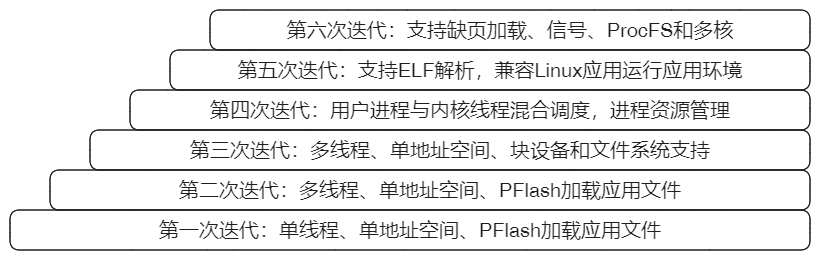 第六次迭代：支持缺页加载、信号、ProcFS和多核
第五次迭代：支持ELF解析，兼容Linux应用运行应用环境
第四次迭代：用户进程与内核线程混合调度，进程资源管理
第三次迭代：多线程、单地址空间、块设备和文件系统支持
第二次迭代：多线程、单地址空间、PFlash加载应用文件
第一次迭代：单线程、单地址空间、PFlash加载应用文件